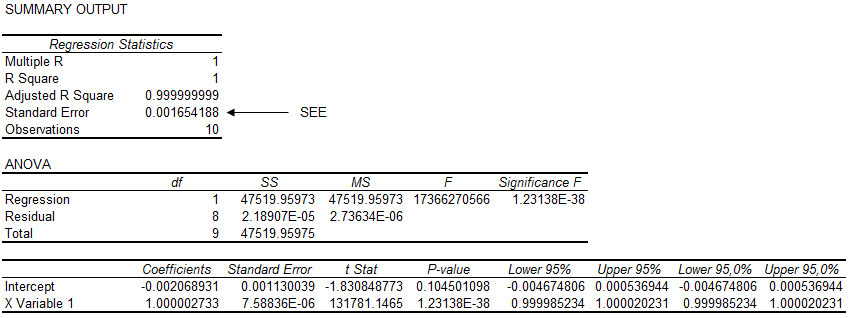 SUMMARY OUTPUT
Regression Statistics
Multiple R 1
R Square 1
Adjusted R Square 0.999999999
Standard Error 0.001654188 SEE
Observations 10
ANOVA
df SS MS F Significance F
Regression 1 47519.95973 47519.95973 17366270566 1.23138E-38
Residual 8 2.18907E-05 2.73634E-06
Total 9 47519.95975
Coefficients Standard Error t Stat P-value Lower 95% Upper 95% Lower 95,0% Upper 95,0%
Intercept -0.002068931 0.001130039 -1.830848773 0.104501098 -0.004674806 0.000536944 -0.004674806 0.000536944
X Variable 1 1.000002733 7.58836E-06 131781.1465 1.23138E-38 0.999985234 1.000020231 0.999985234 1.000020231